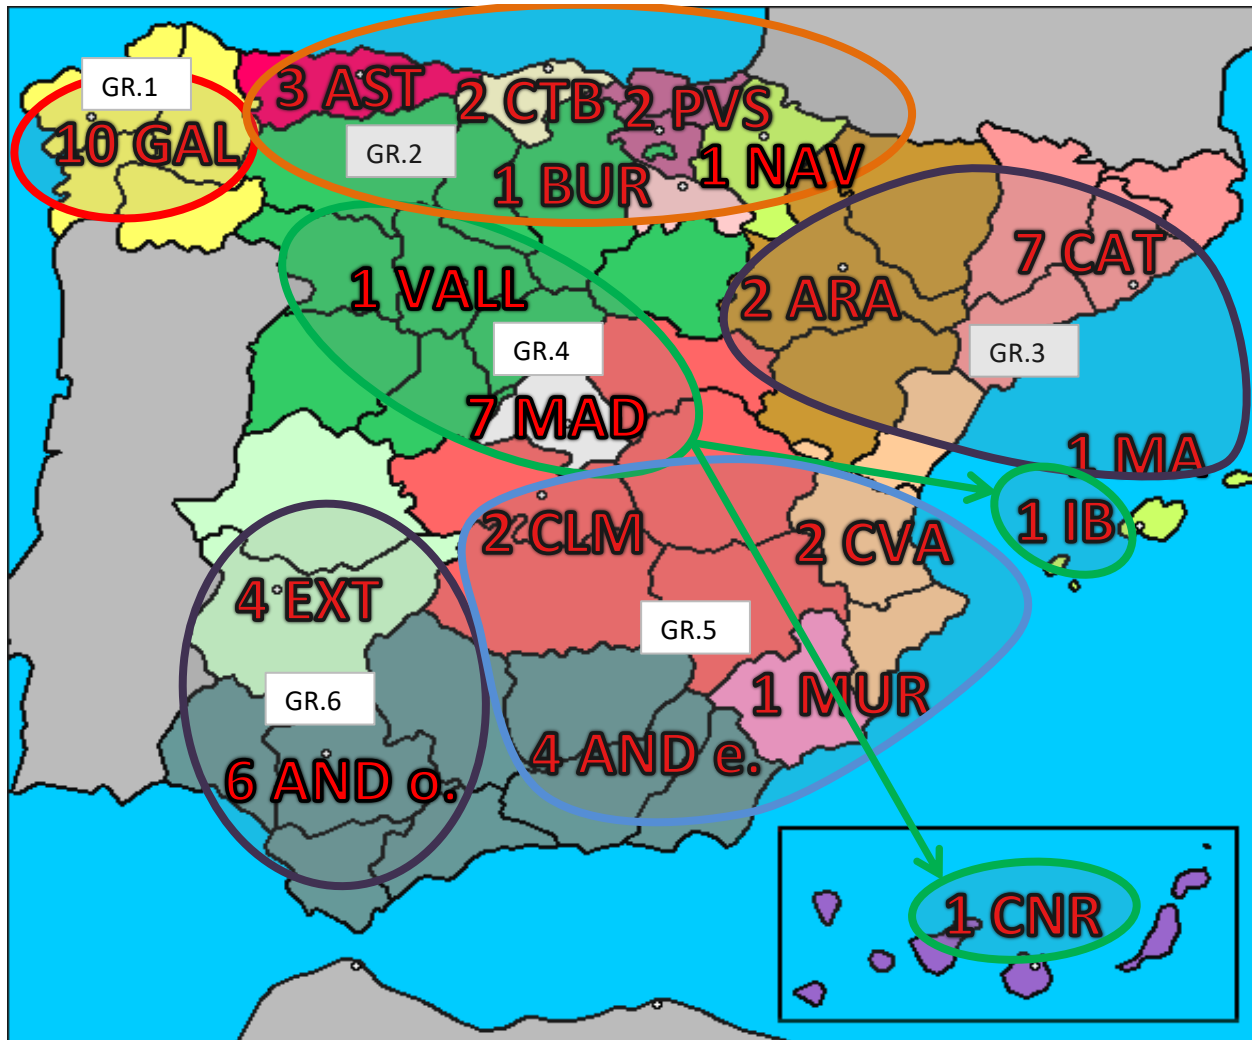 GR.1
10 GAL
3 AST
2 CTB
2 PVS
GR.2
1 BUR
1 NAV
1 VALL
GR.4
7 MAD
7 CAT
2 ARA
GR.3
1 MA
1 IB
2 CLM
2 CVA
4 EXT
GR.5
GR.6
1 MUR
6 AND o.
4 AND e.
1 CNR